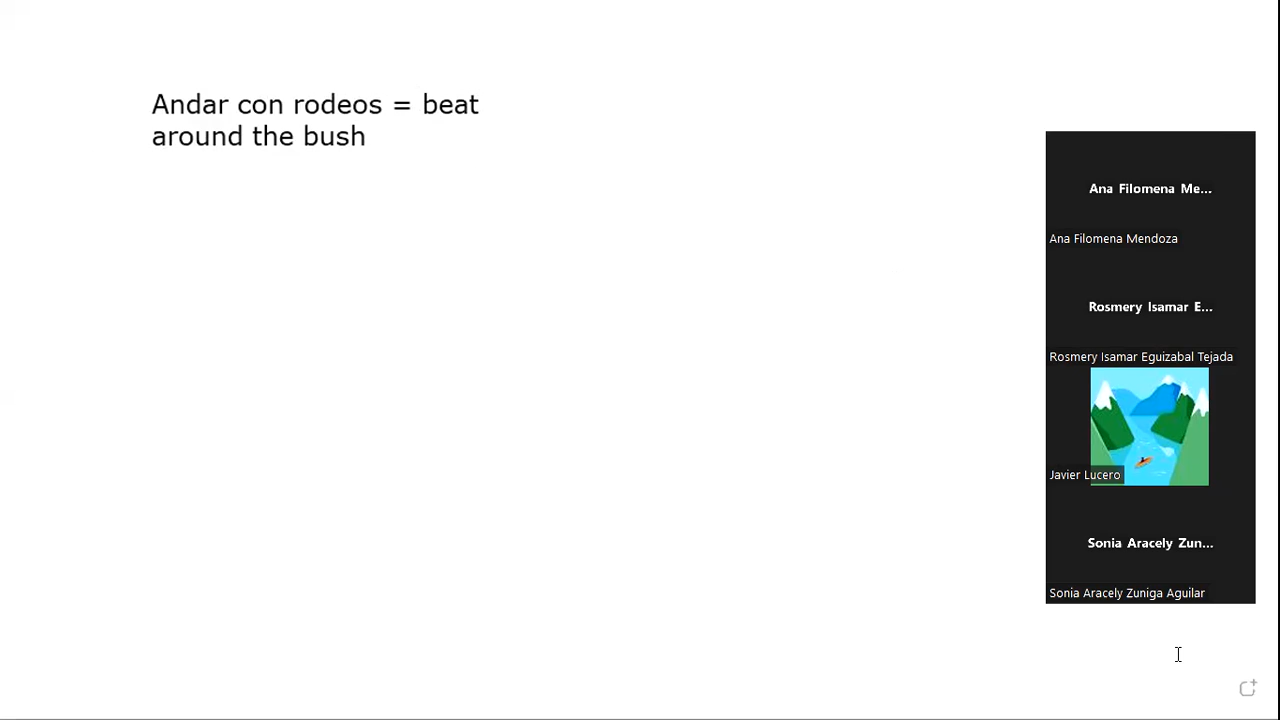 Andar con rodeos = beat
around the bush
Ana Filomena Me...
Ana Filomena Mendoza
Rosmery Isamar E...
Rosmery Isamar Eguizabal Tejada
Javier Lucero
Sonia Aracely Zun...
Sonia Aracely Zuniga Aguilar